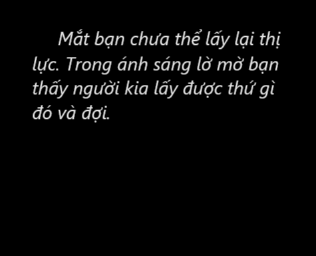 Mắt bạn chưa thể lấy lại thị
lực. Trong ánh sáng lờ mờ bạn
thấy người kia lấy được thứ gì
đó và đợi.